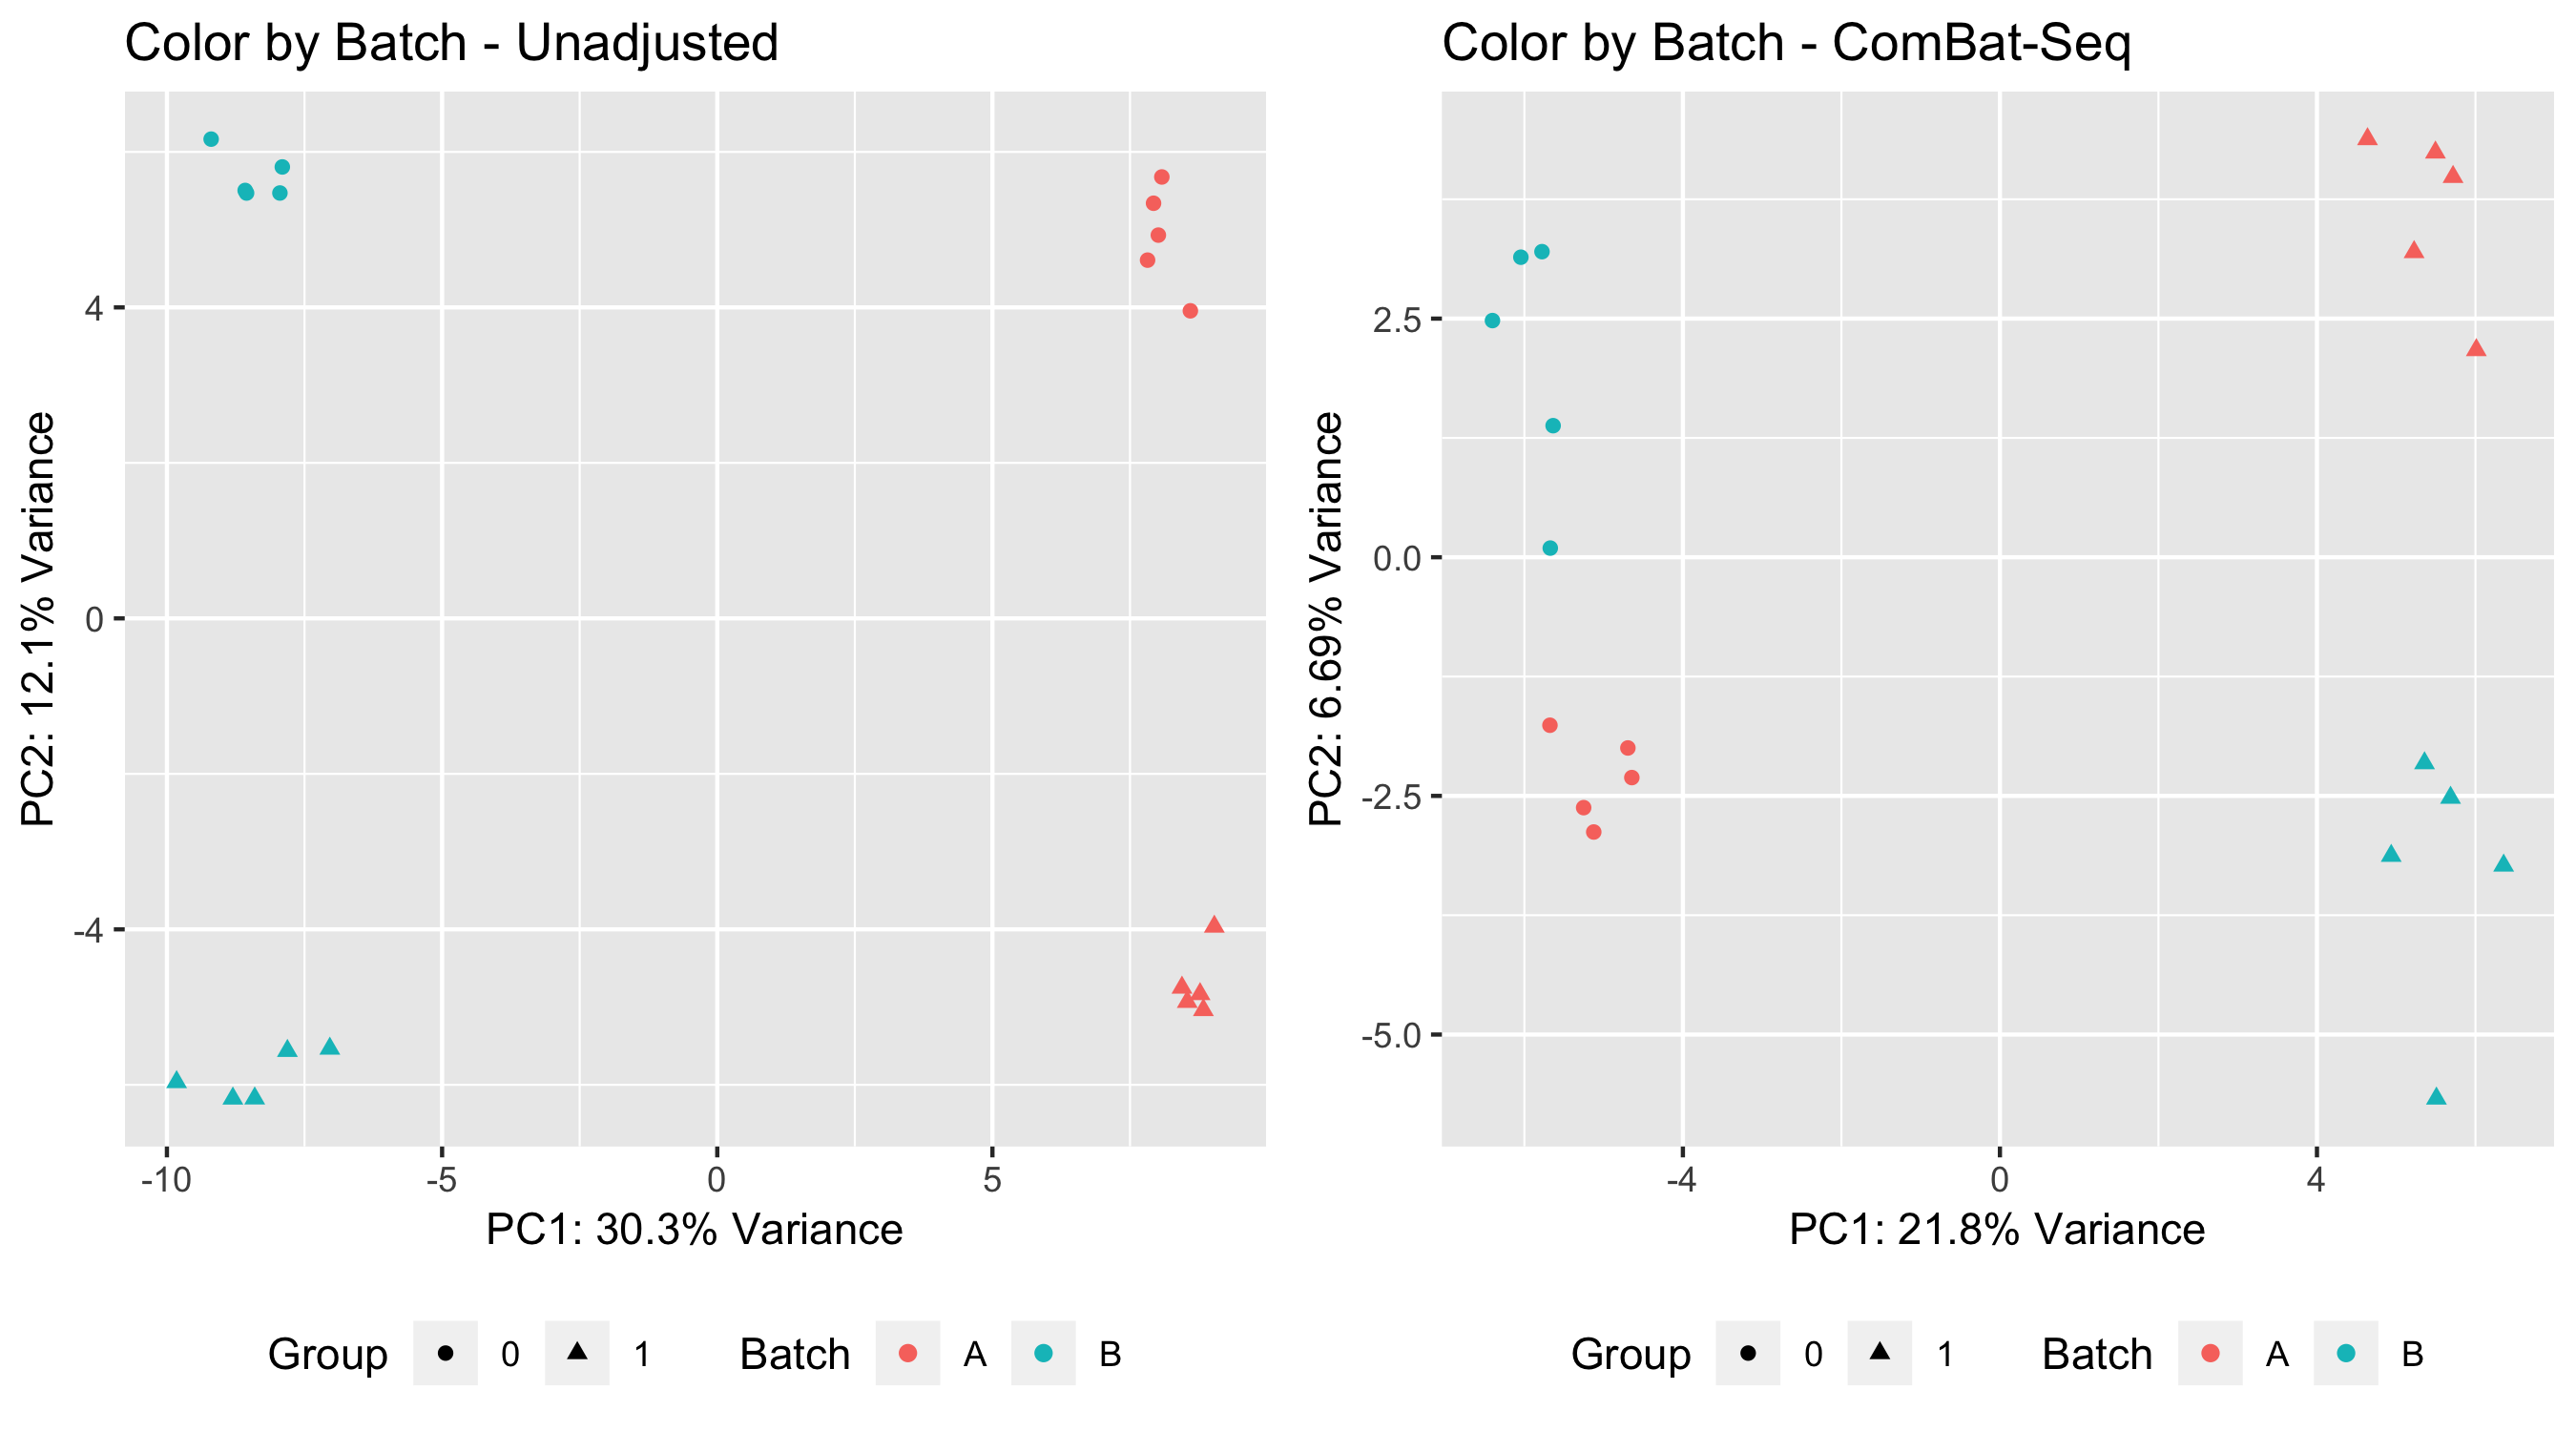 Color by Batch - Unadjusted
PC2: 12.1% Variance
4
0
-4
-10 -5 0 5
PC1: 30.3% Variance
Group 0 1 Batch A B
Color by Batch - ComBat-Seq
PC2: 6.69% Variance
2.5
0.0
-2.5
-5.0
-4 0 4
PC1: 21.8% Variance
Group 0 1 Batch A B